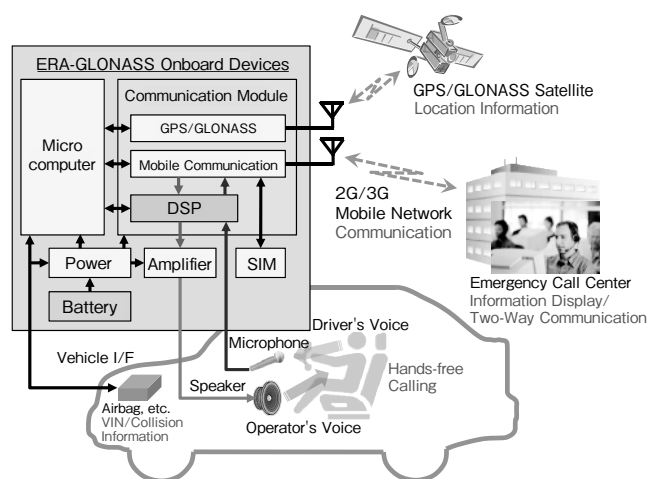 ERA-GLONASS Onboard Devices
Communication Module
GPS/GLONASS
Micro
computer
Mobile Communication
DSP
Power
Amplifier
SIM
Battery
GPS/GLONASS Satellite
Location Information
2G/3G
Mobile Network
Communication
Emergency Call Center
Information Display/
Two-Way Communication
Vehicle I/F
Microphone
Driver's Voice
Hands-free
Calling
Speaker
Operator's Voice
Airbag, etc.
VIN/Collision
Information